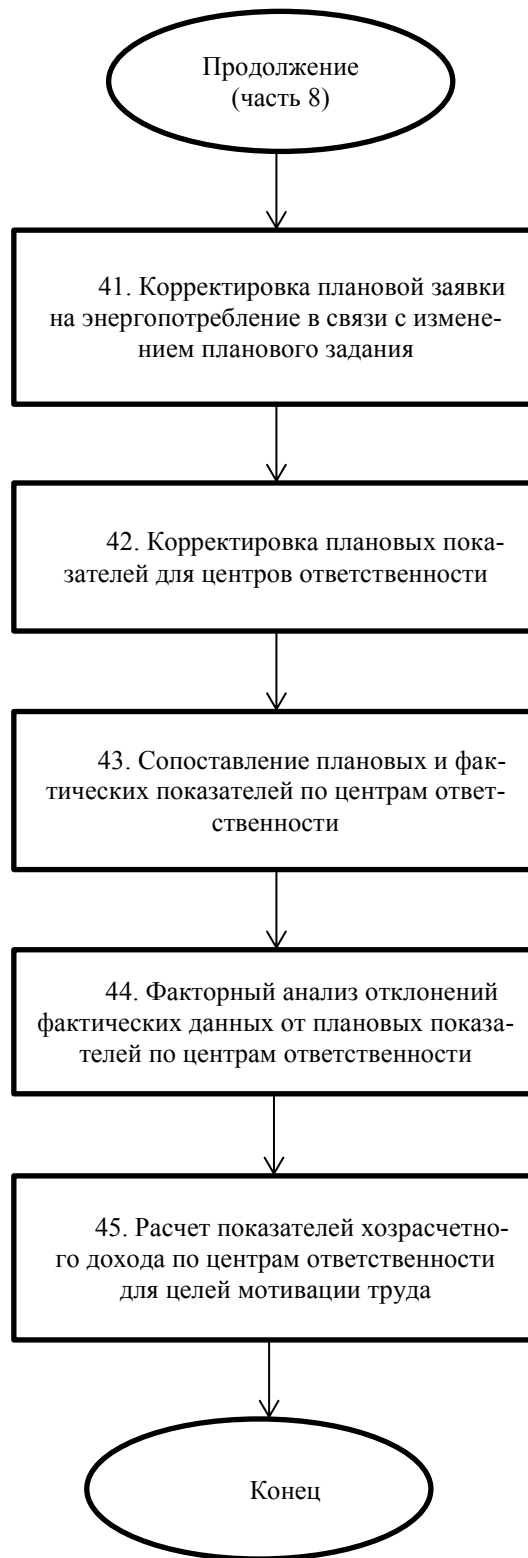 Продолжение
(часть 8)
41. Корректировка плановой заявки
на энергопотребление в связи с измене-
нием планового задания
42. Корректировка плановых пока-
зателей для центров ответственности
43. Сопоставление плановых и фак-
тических показателей по центрам ответ-
ственности
44. Факторный анализ отклонений
фактических данных от плановых показа-
телей по центрам ответственности
45. Расчет показателей хозрасчетно-
го дохода по центрам ответственности
для целей мотивации труда
Конец